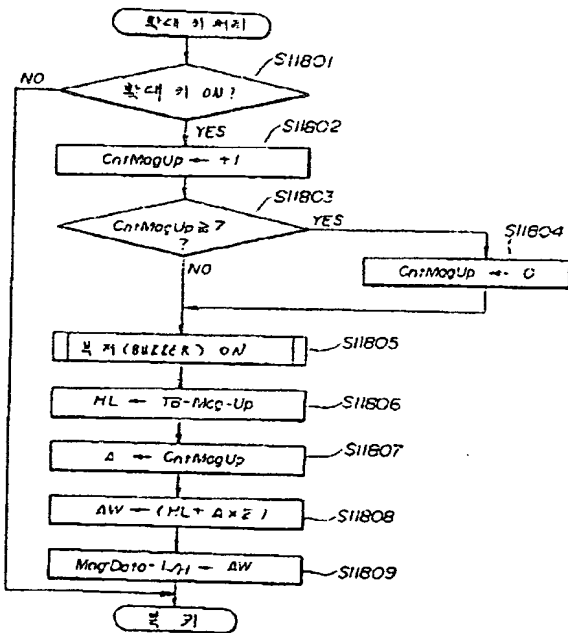 확대 키 처리
S11801
NO
확대 키 ON?
YES
S11802
CntMagUp ← +1
S11803
CntMagUp ≥ 7
?
YES
NO
S11804
CntMagUp ← 0
부저 (BUZZER) ON
S11805
HL ← TB-Mag-Up
S11806
A ← CntMagUp
S11807
AW ← (HL + A × 2)
S11808
MagData-L/H ← AW
S11809
복귀